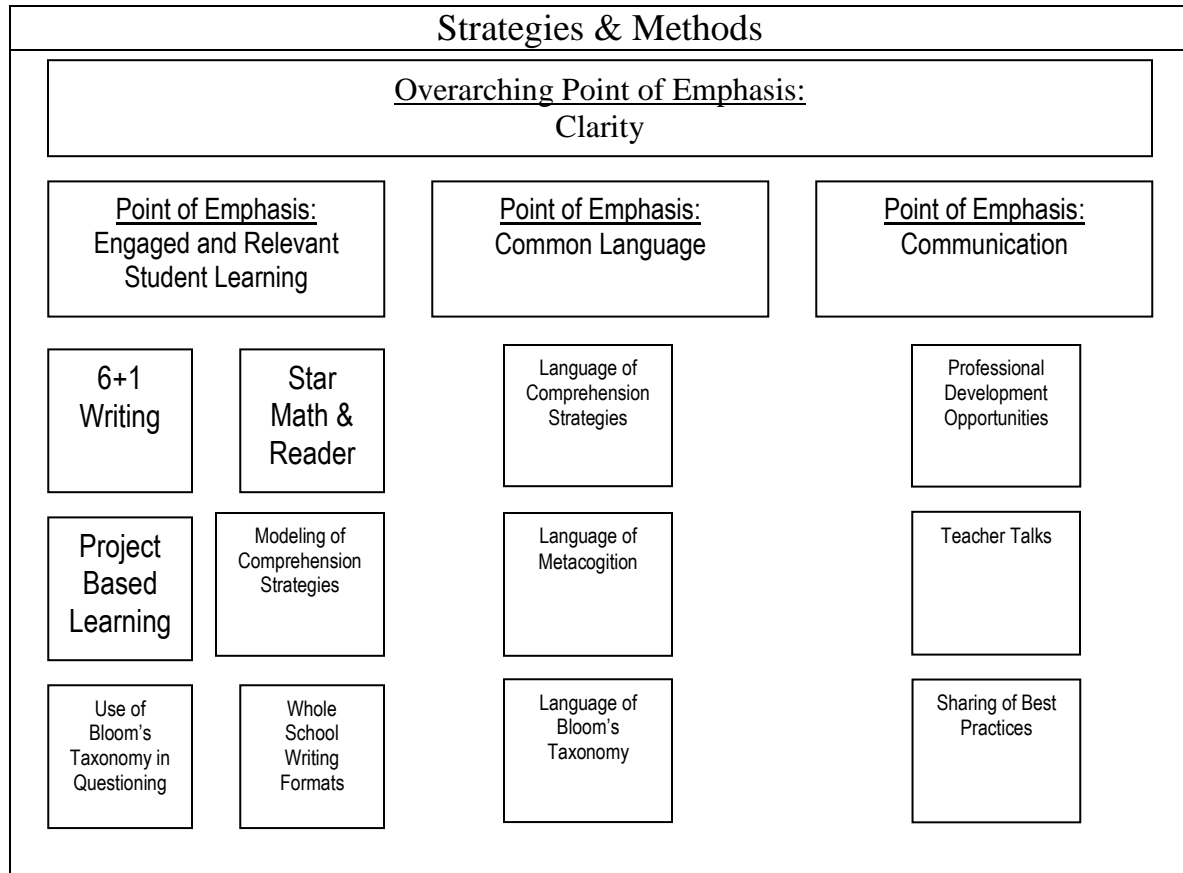 Strategies & Methods
Overarching Point of Emphasis:
Clarity
Point of Emphasis:
Engaged and Relevant
Student Learning
Point of Emphasis:
Common Language
Point of Emphasis:
Communication
6+1
Writing
Star
Math &
Reader
Language of
Comprehension
Strategies
Professional
Development
Opportunities
Project
Based
Learning
Modeling of
Comprehension
Strategies
Language of
Metacogition
Teacher Talks
Use of
Bloom’s
Taxonomy in
Questioning
Whole
School
Writing
Formats
Language of
Bloom’s
Taxonomy
Sharing of Best
Practices